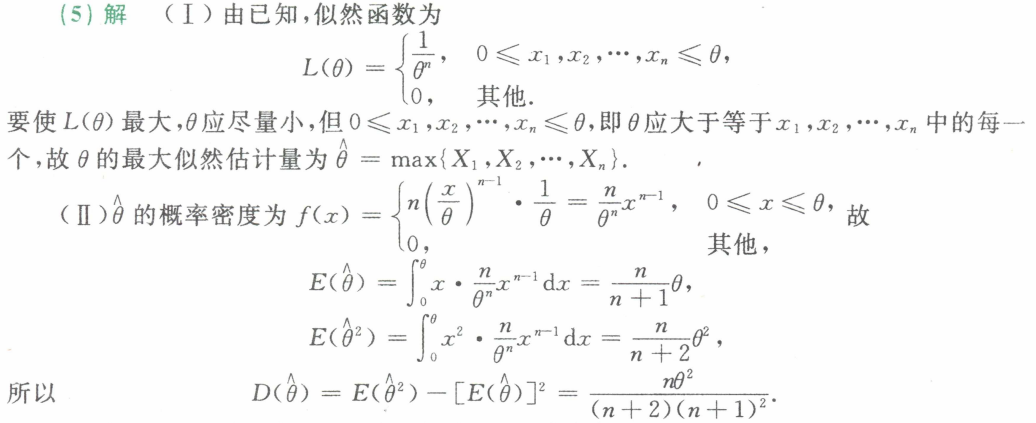 (5) 解 (Ⅰ)由已知,似然函数为
L(θ) = { 1/θⁿ, 0 ≤ x₁,x₂,⋯,xₙ ≤ θ,
0, 其他.
要使 L(θ) 最大,θ应尽量小,但 0 ≤ x₁,x₂,⋯,xₙ ≤ θ,即 θ 应大于等于 x₁,x₂,⋯,xₙ 中的每一
个,故 θ 的最大似然估计量为 θ̂ = max{X₁,X₂,⋯,Xₙ}.
(Ⅱ)θ̂ 的概率密度为 f(x) = { n(x/θ)ⁿ⁻¹ · 1/θ = n/θⁿ xⁿ⁻¹, 0 ≤ x ≤ θ, 故
0, 其他,
E(θ̂) = ∫₀^θ x · n/θⁿ xⁿ⁻¹ dx = n/(n+1) θ,
E(θ̂²) = ∫₀^θ x² · n/θⁿ xⁿ⁻¹ dx = n/(n+2) θ²,
所以 D(θ̂) = E(θ̂²) − [E(θ̂)]² = nθ²/((n+2)(n+1)²).